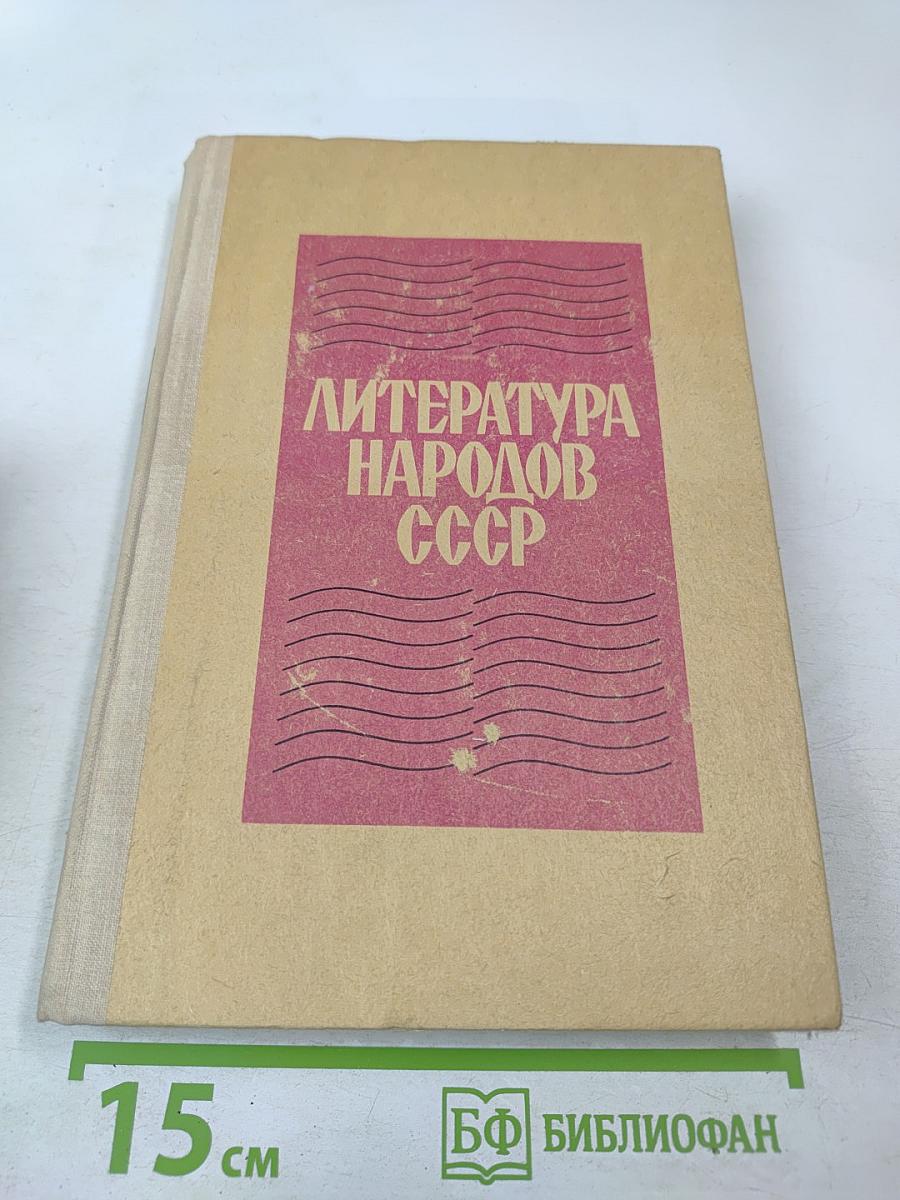 ЛИТЕРАТУРА
НАРОДОВ
СССР
15 см
БФ БИБЛИОФАН